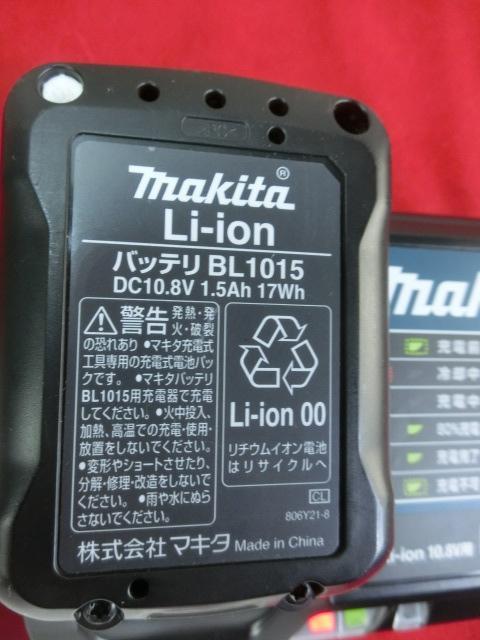 makita®
Li-ion
バッテリ BL1015
DC10.8V 1.5Ah 17Wh
警告 発熱・発
火・破裂
の恐れあり ●マキタ充電式
工具専用の充電式電池パッ
クです。 ●マキタバッテリ
BL1015用充電器で充電
してください。●火中投入、
加熱、高温での充電・使用・
放置をしないでください。
●変形やショートさせたり、
分解・修理・改造をしないで
ください。 ●雨や水にぬら
さないでください。
Li-ion 00
リチウムイオン電池
はリサイクルへ
CL
806Y21-8
株式会社 マキタ Made in China
mak
充電前
冷却中
充電中
80%充電
充電完了
充電不可
Li-ion 10.8V用